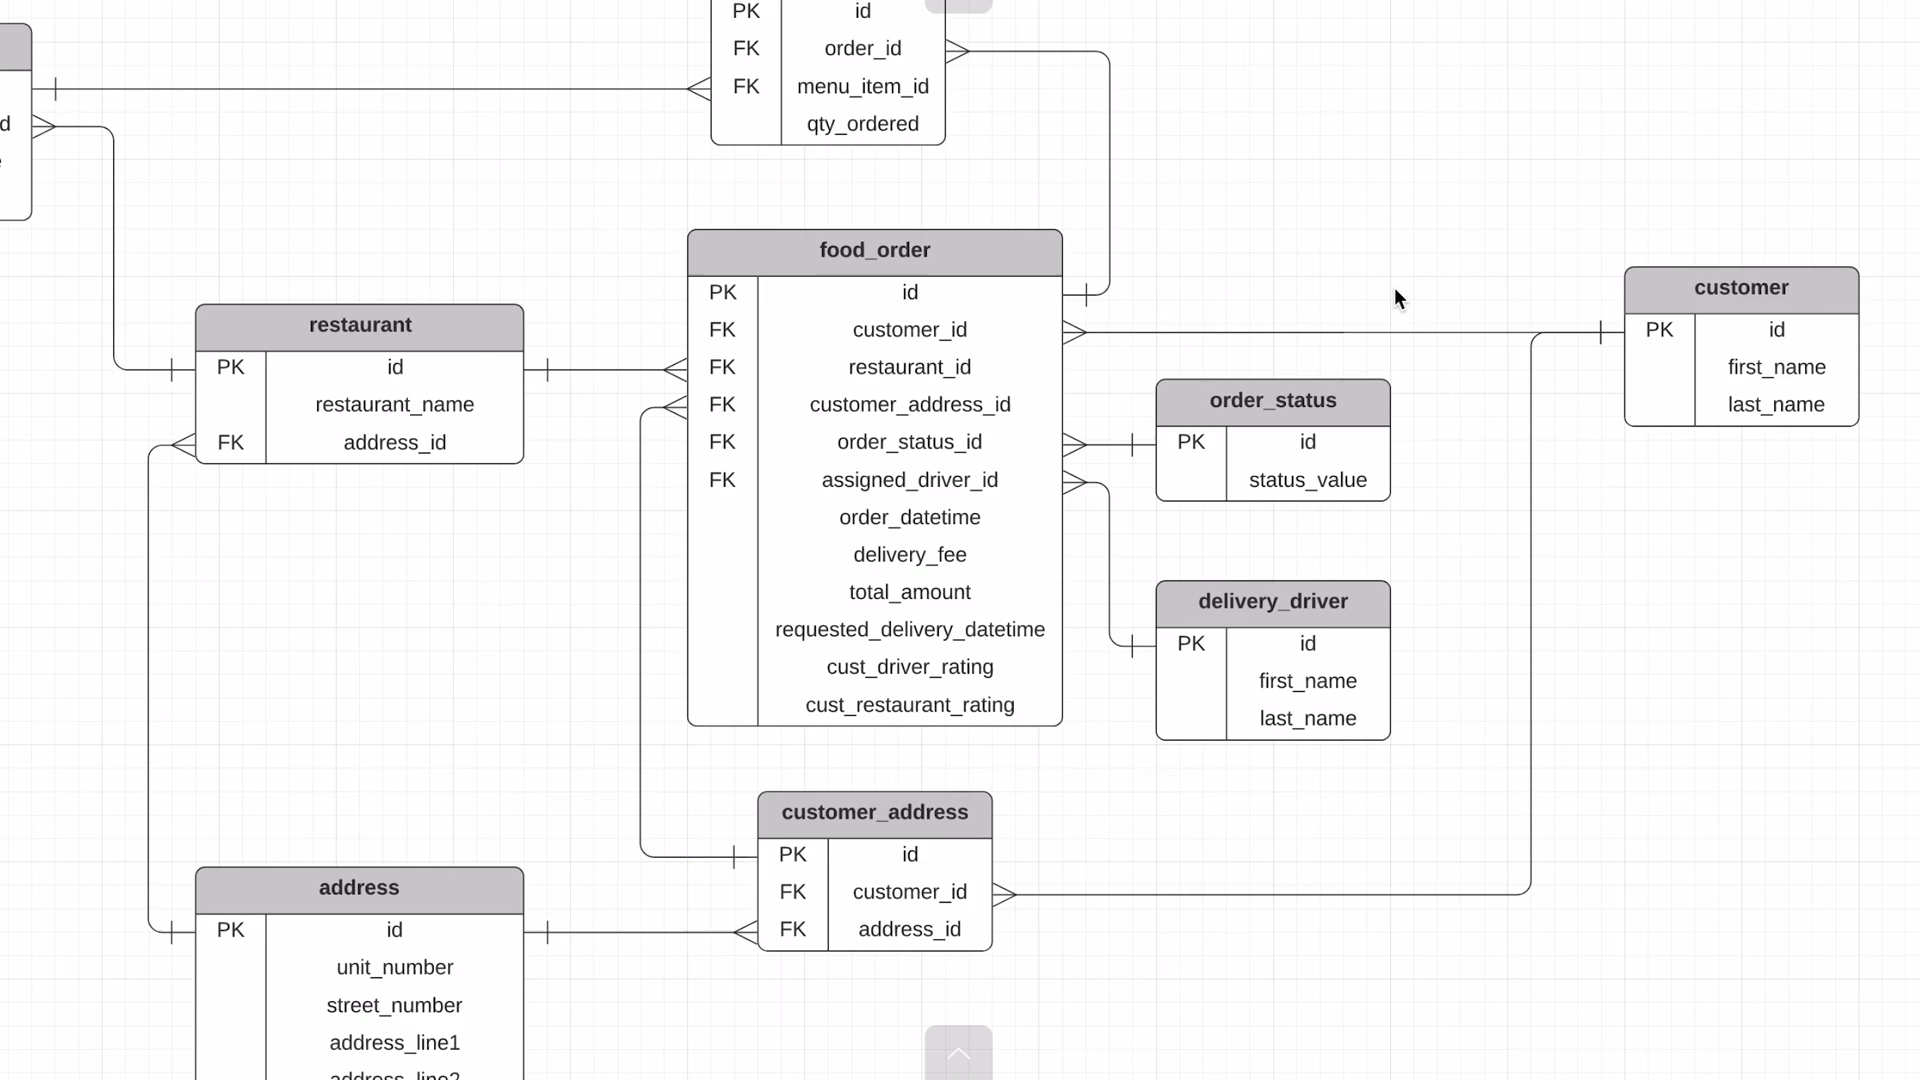 PK id
FK order_id
FK menu_item_id
qty_ordered
d
food_order
PK id
FK customer_id
FK restaurant_id
FK customer_address_id
FK order_status_id
FK assigned_driver_id
order_datetime
delivery_fee
total_amount
requested_delivery_datetime
cust_driver_rating
cust_restaurant_rating
customer
PK id
first_name
last_name
restaurant
PK id
restaurant_name
FK address_id
order_status
PK id
status_value
delivery_driver
PK id
first_name
last_name
customer_address
PK id
FK customer_id
FK address_id
address
PK id
unit_number
street_number
address_line1
address_line2